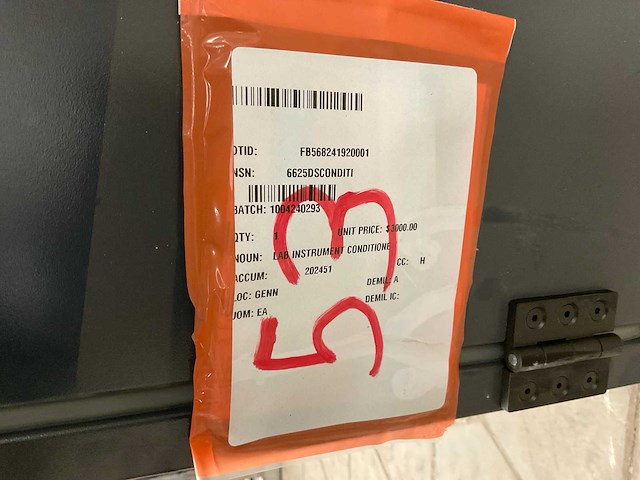 DTID: FB568241920001
NSN: 6625DSCONDITI
BATCH: 1004240293
QTY: 1 UNIT PRICE: $3000.00
NOUN: LAB INSTRUMENT CONDITIONE
ACCUM: 202451 CC: H
LOC: GENN DEMIL: A
UOM: EA DEMIL IC:
53